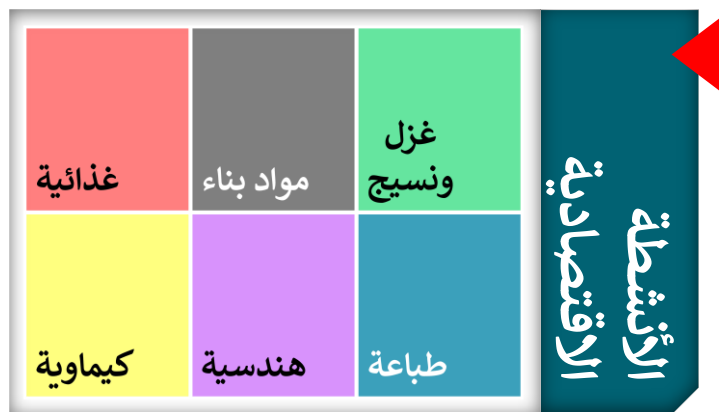 الأنشطة
الاقتصادية
غزل
ونسيج
مواد بناء
غذائية
طباعة
هندسية
كيماوية